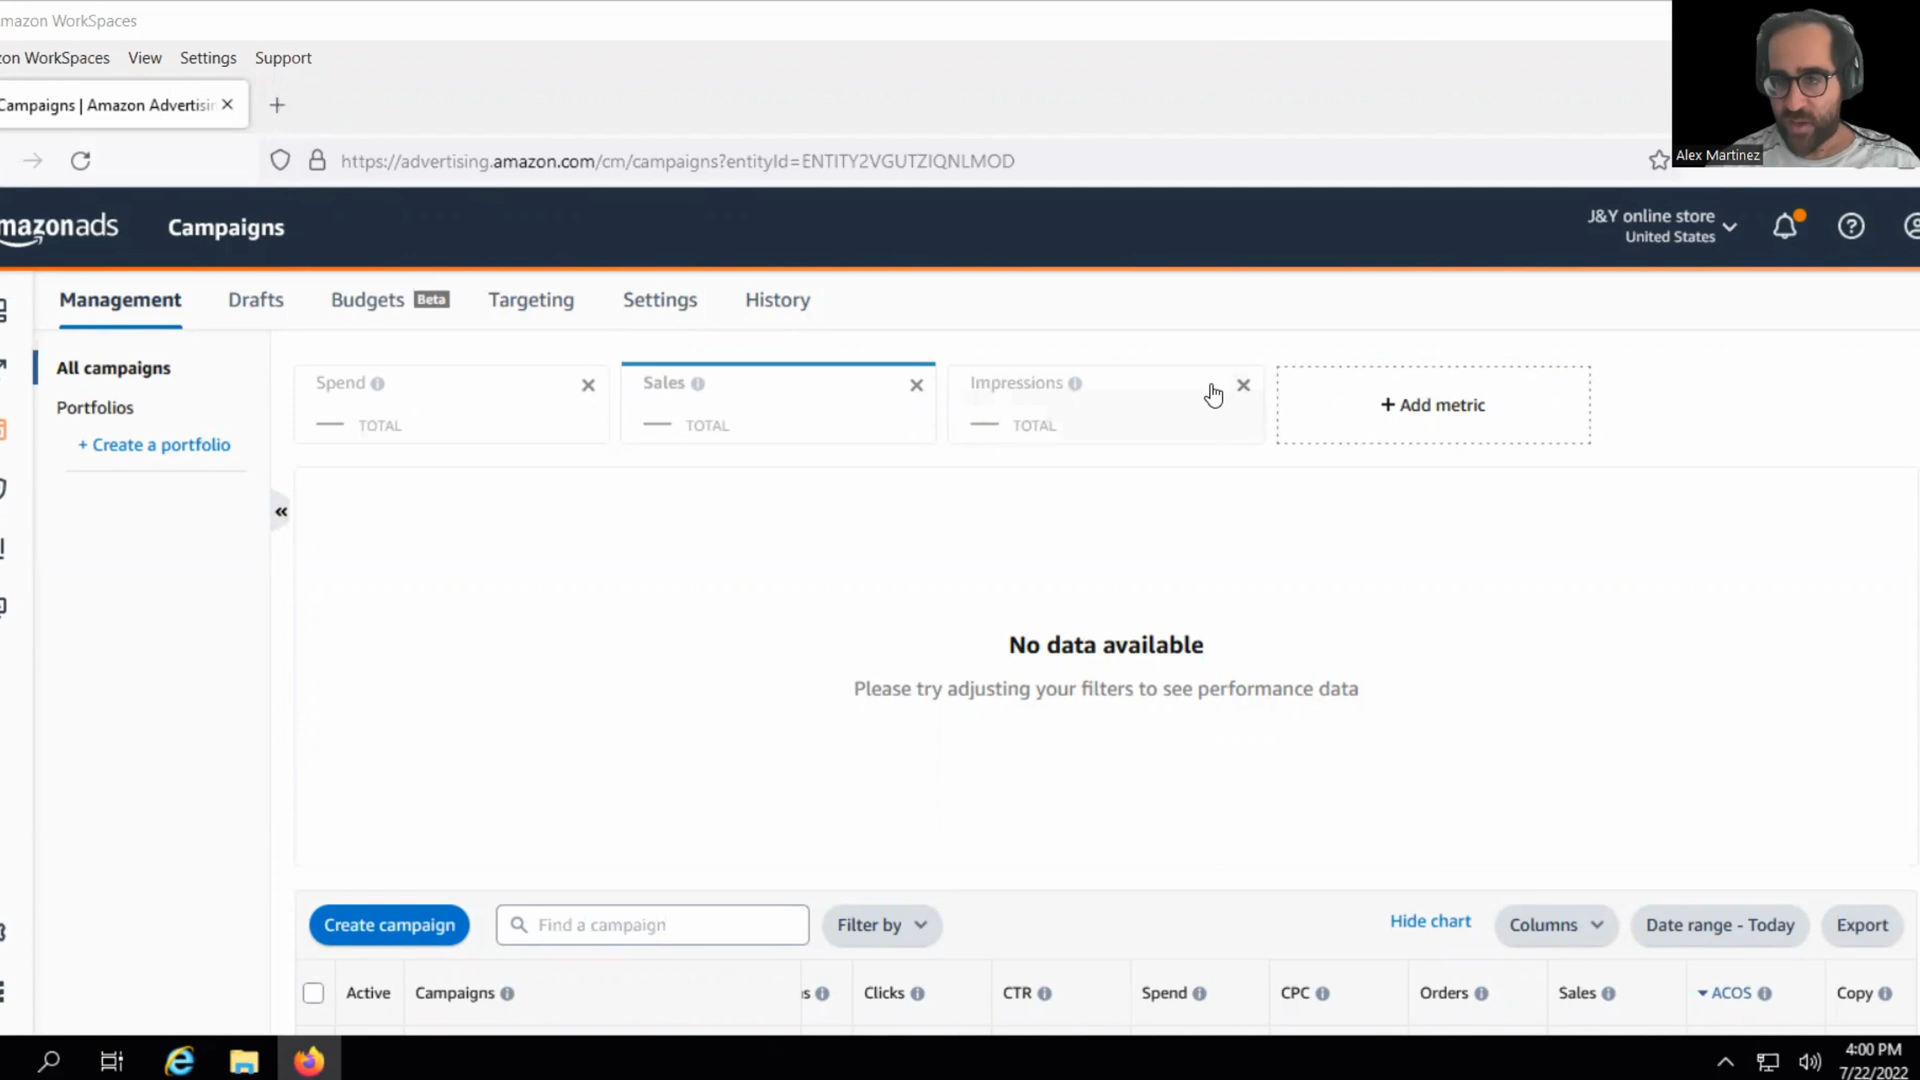 mazon WorkSpaces
zon WorkSpaces View Settings Support
Campaigns | Amazon Advertisin
https://advertising.amazon.com/cm/campaigns?entityId=ENTITY2VGUTZIQNLMOD
Alex Martinez
mazonads Campaigns
J&Y online store
United States
Management Drafts Budgets Beta Targeting Settings History
All campaigns
Portfolios
+ Create a portfolio
Spend
TOTAL
Sales
TOTAL
Impressions
TOTAL
+ Add metric
No data available
Please try adjusting your filters to see performance data
Create campaign Find a campaign Filter by Hide chart Columns Date range - Today Export
Active Campaigns s Clicks CTR Spend CPC Orders Sales ACOS Copy
4:00 PM
7/22/2022